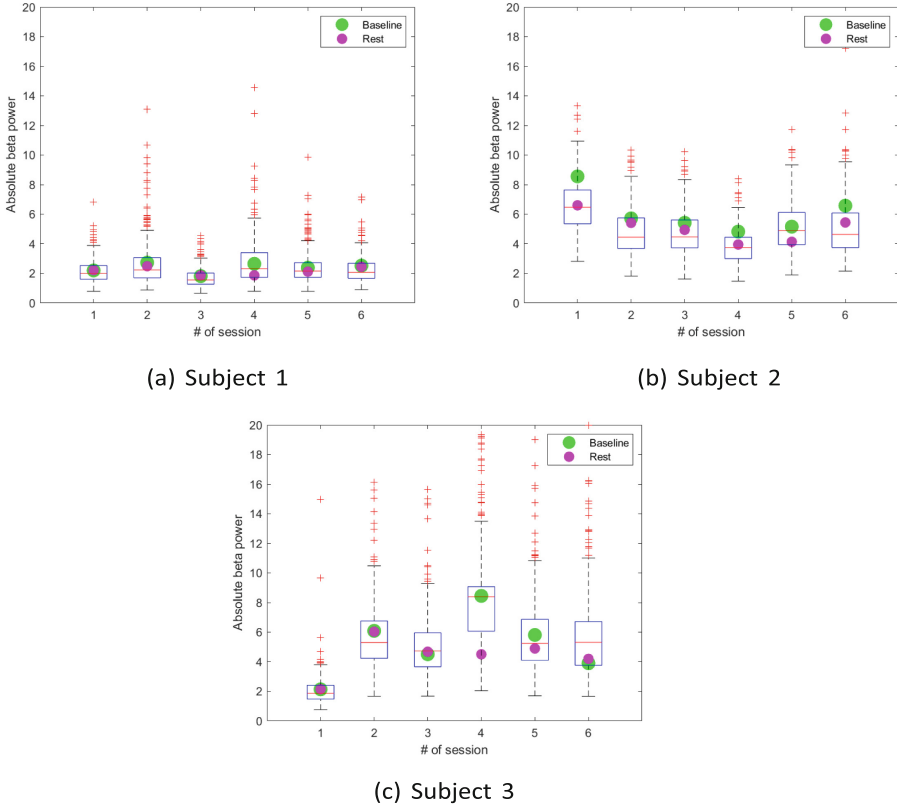 20
18
16
14
12
10
8
6
4
2
0
Absolute beta power
Baseline
Rest
1 2 3 4 5 6
# of session
(a) Subject 1
20
18
16
14
12
10
8
6
4
2
0
Absolute beta power
Baseline
Rest
1 2 3 4 5 6
# of session
(b) Subject 2
20
18
16
14
12
10
8
6
4
2
0
Absolute beta power
Baseline
Rest
1 2 3 4 5 6
# of session
(c) Subject 3